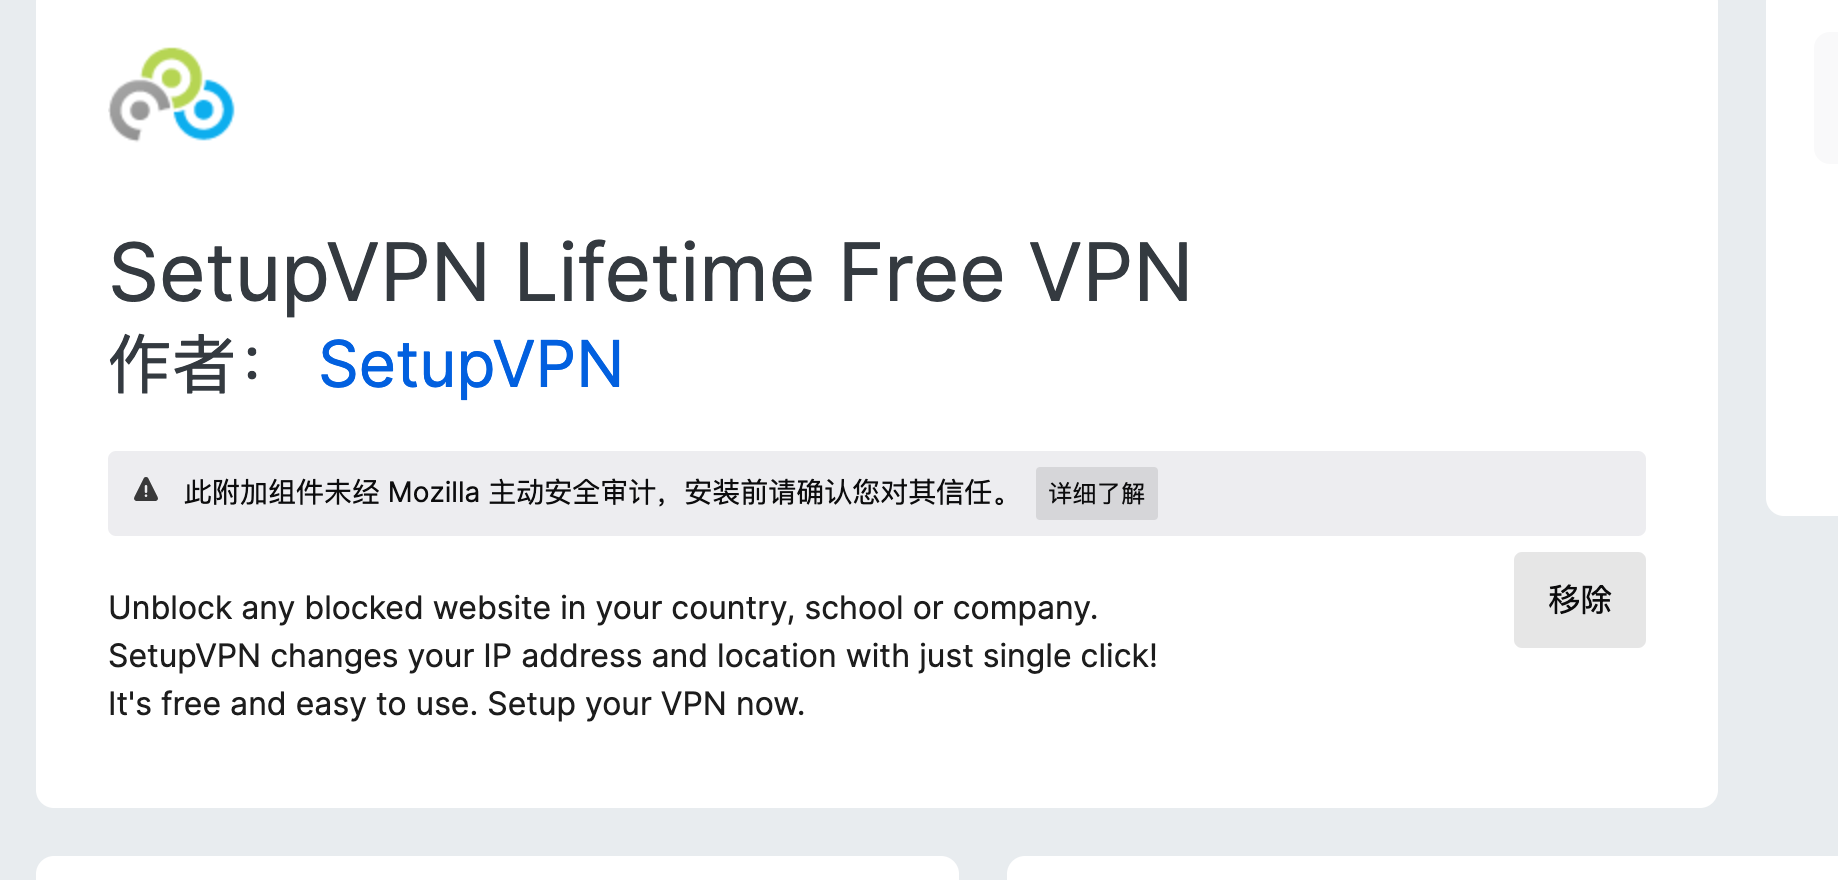 SetupVPN Lifetime Free VPN
作者： SetupVPN
此附加组件未经 Mozilla 主动安全审计，安装前请确认您对其信任。 详细了解
移除
Unblock any blocked website in your country, school or company.
SetupVPN changes your IP address and location with just single click!
It's free and easy to use. Setup your VPN now.